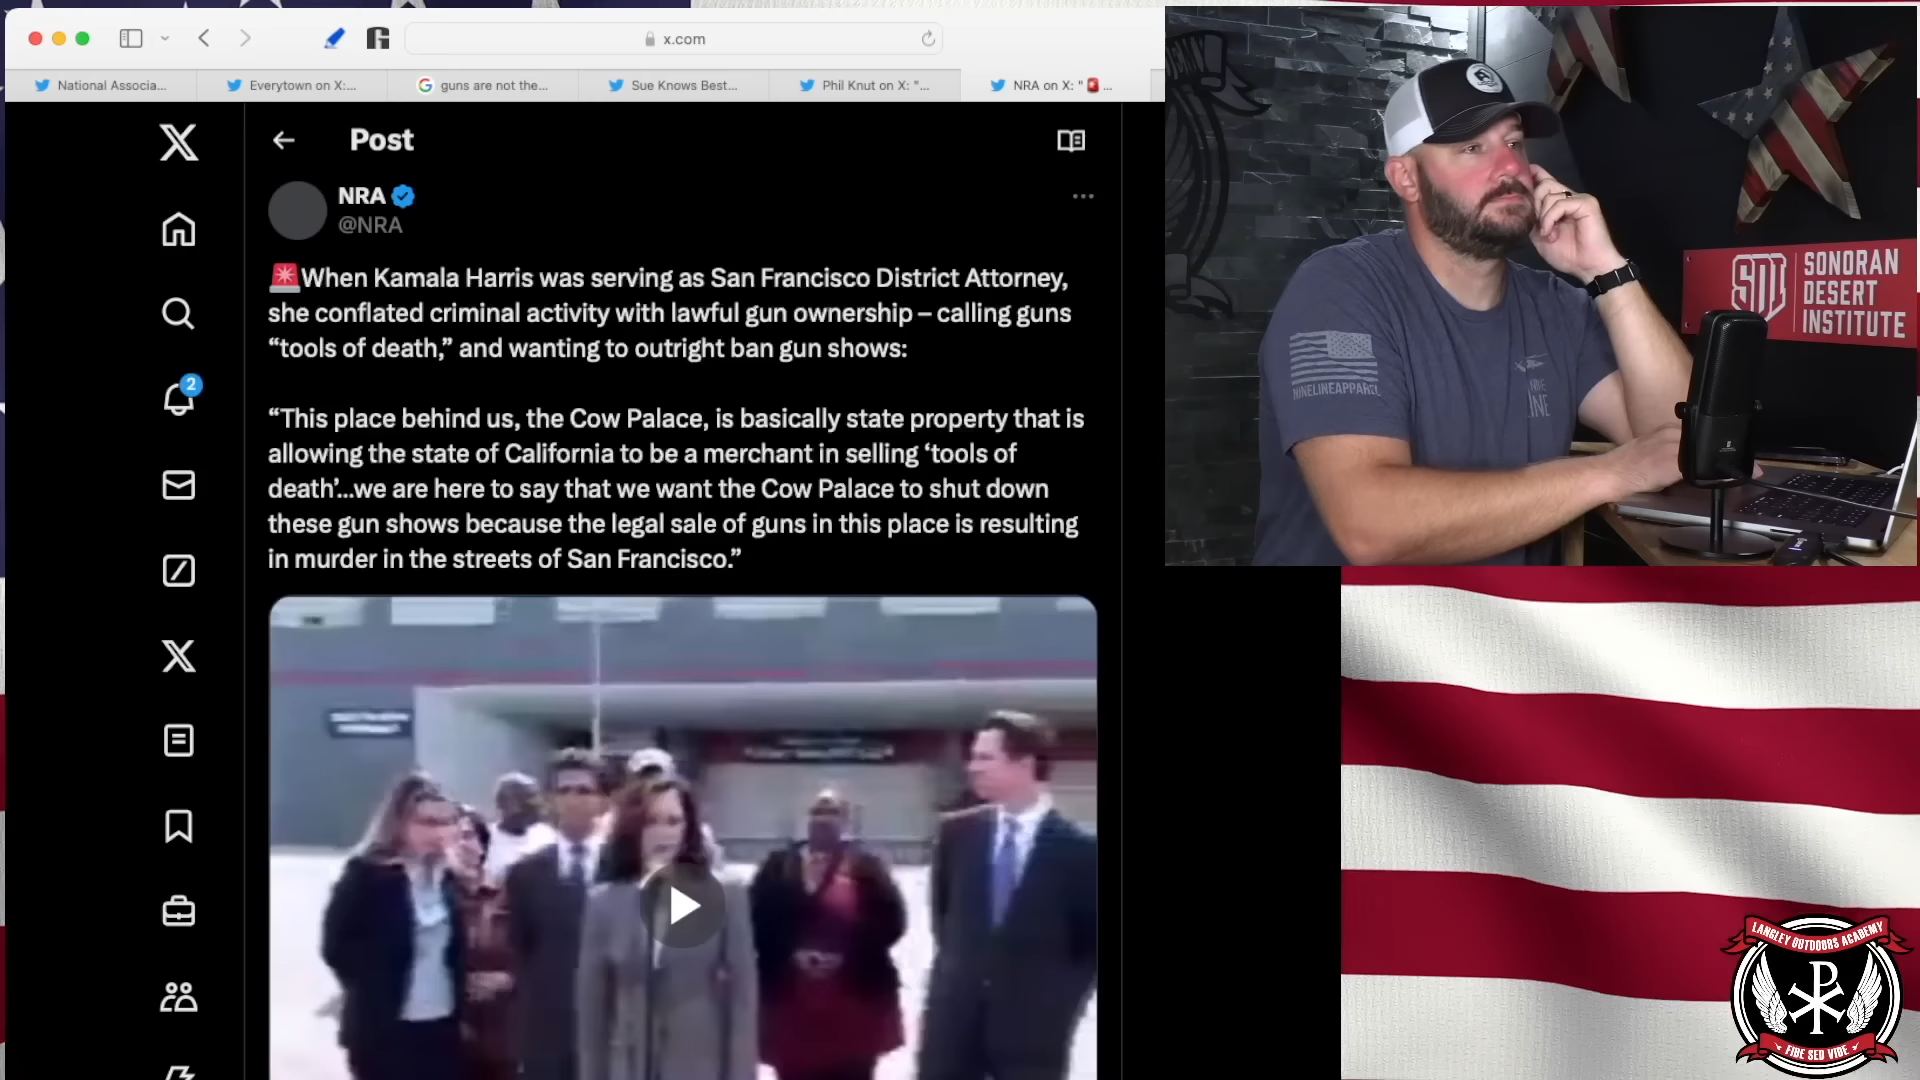 x.com
National Associa...
Everytown on X:...
guns are not the...
Sue Knows Best...
Phil Knut on X: "...
NRA on X: " 🚨 ...
Post
NRA
@NRA
🚨When Kamala Harris was serving as San Francisco District Attorney,
she conflated criminal activity with lawful gun ownership – calling guns
“tools of death,” and wanting to outright ban gun shows:
“This place behind us, the Cow Palace, is basically state property that is
allowing the state of California to be a merchant in selling ‘tools of
death’...we are here to say that we want the Cow Palace to shut down
these gun shows because the legal sale of guns in this place is resulting
in murder in the streets of San Francisco.”
2
NINELINEAPPAREL
LINE
SDI
SONORAN
DESERT
INSTITUTE
LANGLEY OUTDOORS ACADEMY
FIDE SED VIDE